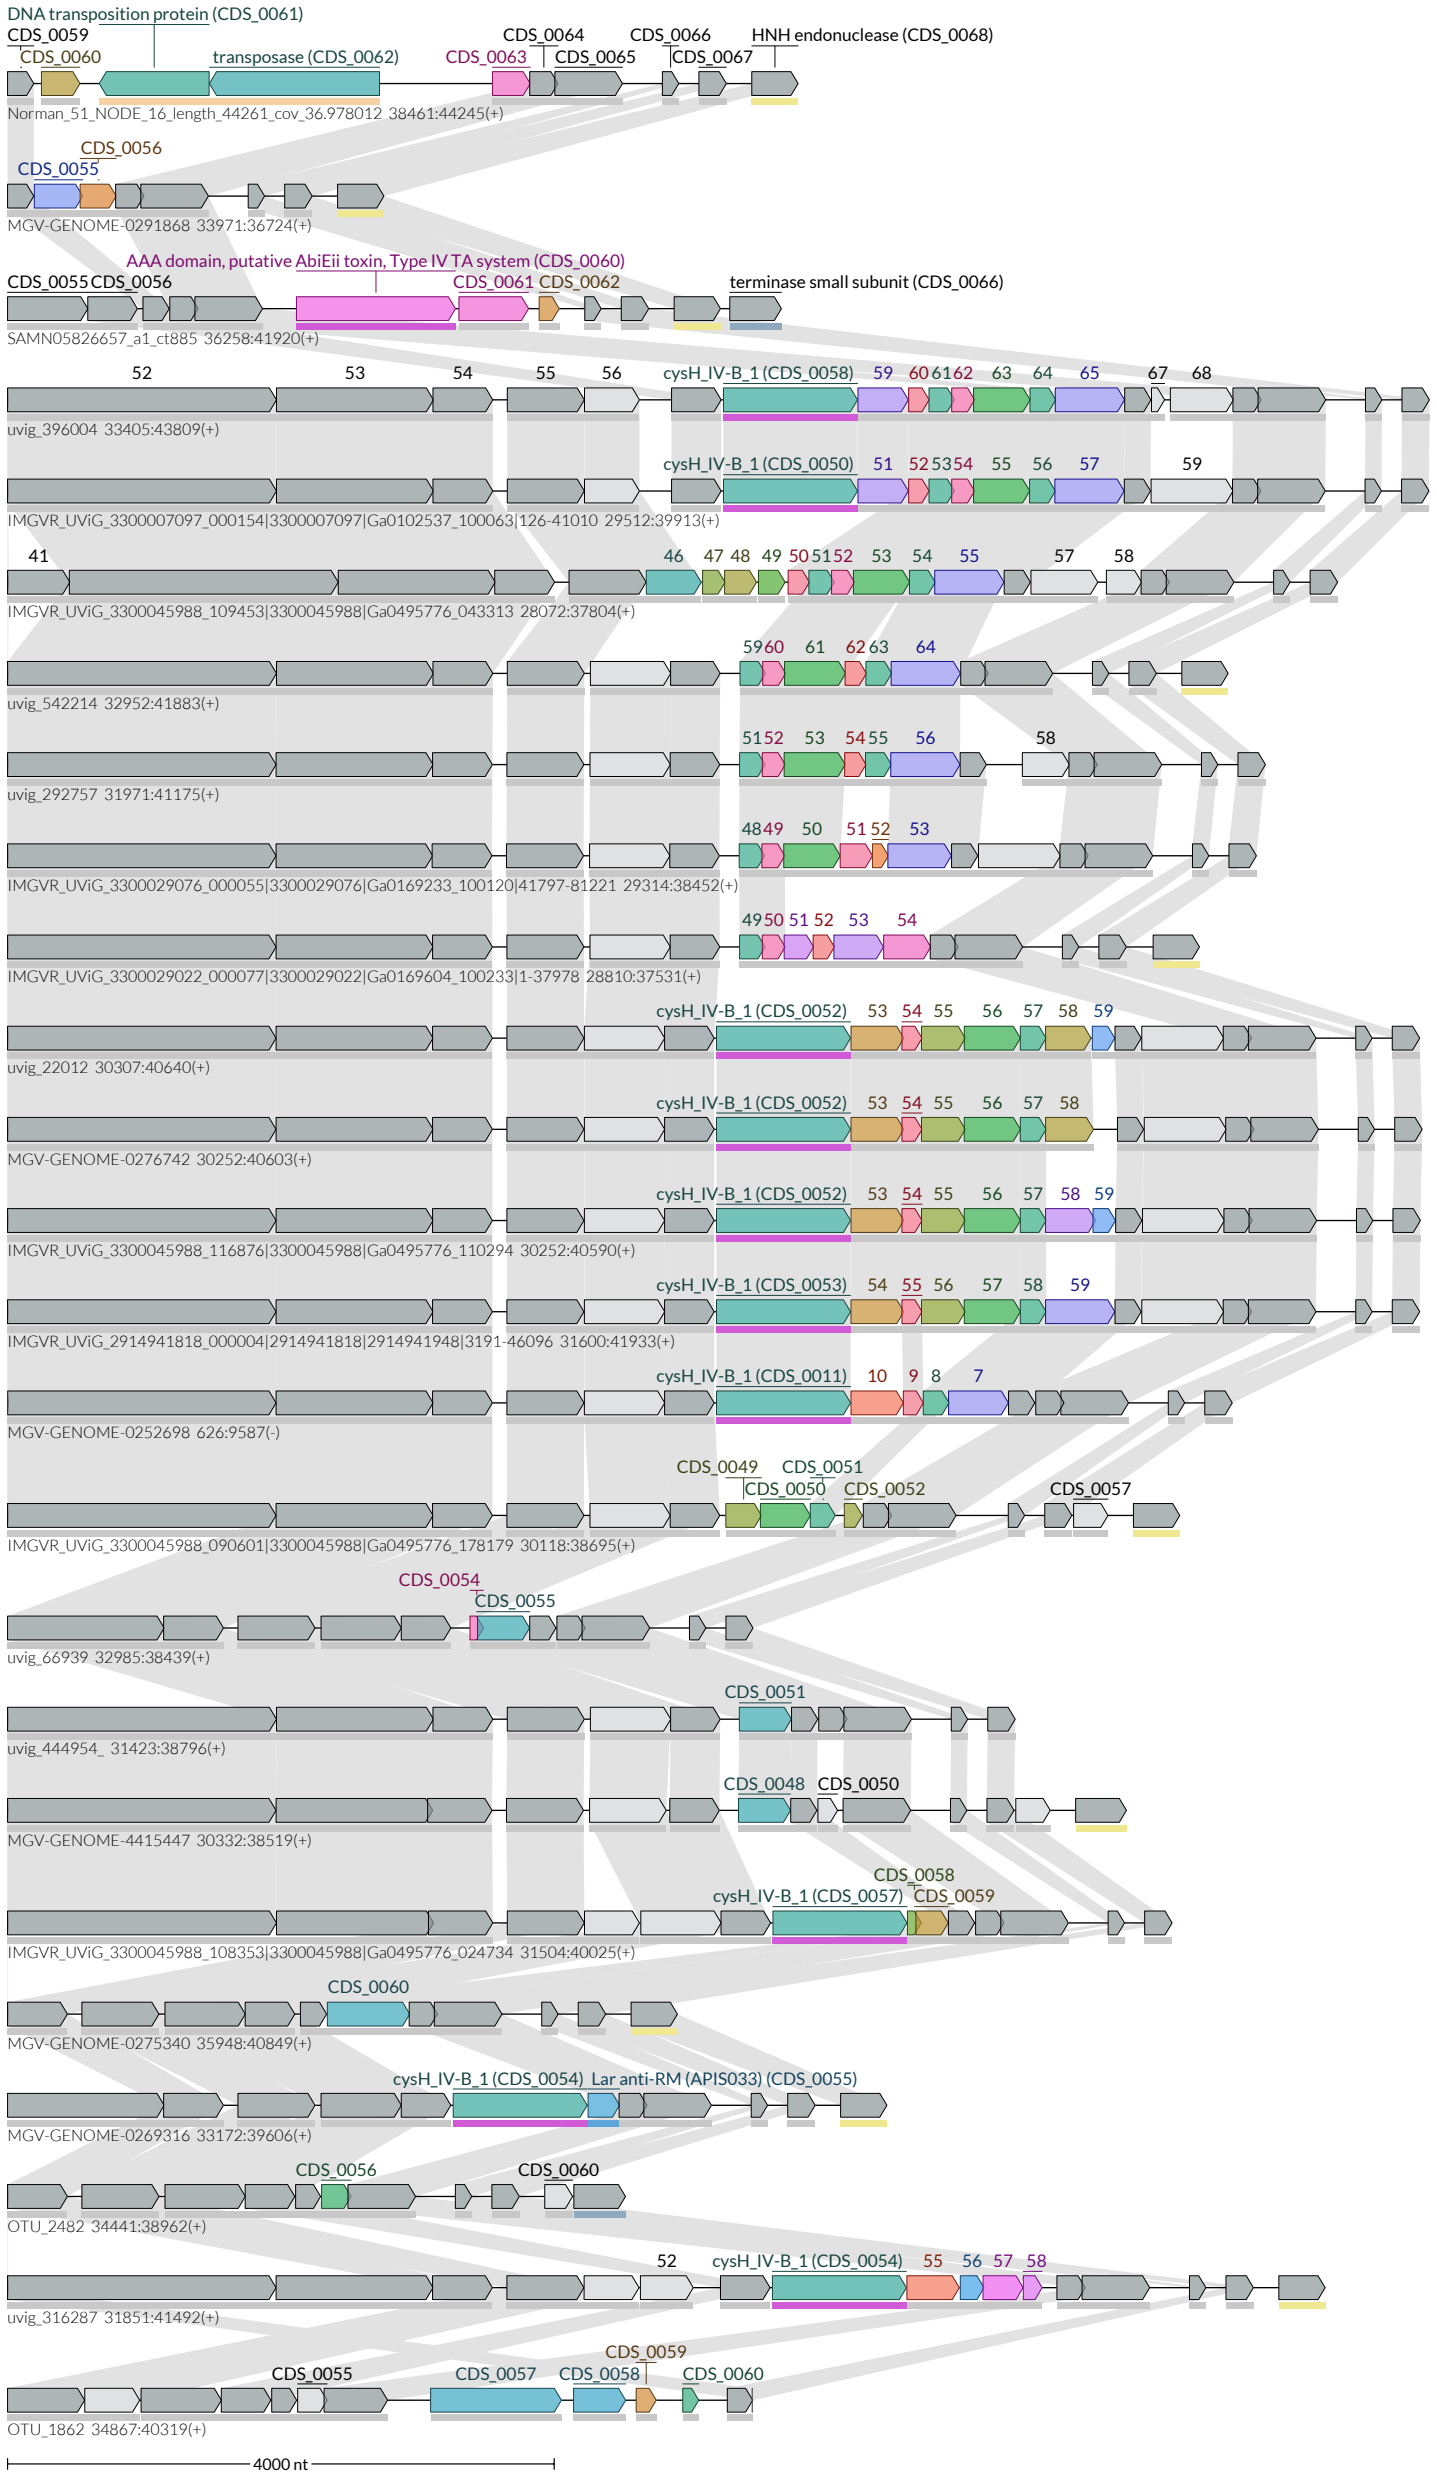 DNA transposition protein (CDS_0061)
CDS_0059 CDS_0064 CDS_0066 HNH endonuclease (CDS_0068)
CDS_0060 transposase (CDS_0062) CDS_0063 CDS_0065 CDS_0067
Norman_51_NODE_16_length_44261_cov_36.978012 38461:44245(+)
CDS_0056
CDS_0055
MGV-GENOME-0291868 33971:36724(+)
AAA domain, putative AbiEii toxin, Type IV TA system (CDS_0060)
CDS_0055 CDS_0056 CDS_0061 CDS_0062 terminase small subunit (CDS_0066)
SAMN05826657_a1_ct885 36258:41920(+)
52 53 54 55 56 cysH_IV-B_1 (CDS_0058) 59 60 61 62 63 64 65 67 68
uvig_396004 33405:43809(+)
cysH_IV-B_1 (CDS_0050) 51 52 53 54 55 56 57 59
IMGVR_UViG_3300007097_000154|3300007097|Ga0102537_100063|126-41010 29512:39913(+)
41 46 47 48 49 50 51 52 53 54 55 57 58
IMGVR_UViG_3300045988_109453|3300045988|Ga0495776_043313 28072:37804(+)
59 60 61 62 63 64
uvig_542214 32952:41883(+)
51 52 53 54 55 56 58
uvig_292757 31971:41175(+)
48 49 50 51 52 53
IMGVR_UViG_3300029076_000055|3300029076|Ga0169233_100120|41797-81221 29314:38452(+)
49 50 51 52 53 54
IMGVR_UViG_3300029022_000077|3300029022|Ga0169604_100233|1-37978 28810:37531(+)
cysH_IV-B_1 (CDS_0052) 53 54 55 56 57 58 59
uvig_22012 30307:40640(+)
cysH_IV-B_1 (CDS_0052) 53 54 55 56 57 58
MGV-GENOME-0276742 30252:40603(+)
cysH_IV-B_1 (CDS_0052) 53 54 55 56 57 58 59
IMGVR_UViG_3300045988_116876|3300045988|Ga0495776_110294 30252:40590(+)
cysH_IV-B_1 (CDS_0053) 54 55 56 57 58 59
IMGVR_UViG_2914941818_000004|2914941818|2914941948|3191-46096 31600:41933(+)
cysH_IV-B_1 (CDS_0011) 10 9 8 7
MGV-GENOME-0252698 626:9587(-)
CDS_0049 CDS_0051
CDS_0050 CDS_0052 CDS_0057
IMGVR_UViG_3300045988_090601|3300045988|Ga0495776_178179 30118:38695(+)
CDS_0054
CDS_0055
uvig_66939 32985:38439(+)
CDS_0051
uvig_444954_ 31423:38796(+)
CDS_0048 CDS_0050
MGV-GENOME-4415447 30332:38519(+)
CDS_0058
cysH_IV-B_1 (CDS_0057) CDS_0059
IMGVR_UViG_3300045988_108353|3300045988|Ga0495776_024734 31504:40025(+)
CDS_0060
MGV-GENOME-0275340 35948:40849(+)
cysH_IV-B_1 (CDS_0054) Lar anti-RM (APIS033) (CDS_0055)
MGV-GENOME-0269316 33172:39606(+)
CDS_0056 CDS_0060
OTU_2482 34441:38962(+)
52 cysH_IV-B_1 (CDS_0054) 55 56 57 58
uvig_316287 31851:41492(+)
CDS_0059
CDS_0055 CDS_0057 CDS_0058 CDS_0060
OTU_1862 34867:40319(+)
4000 nt